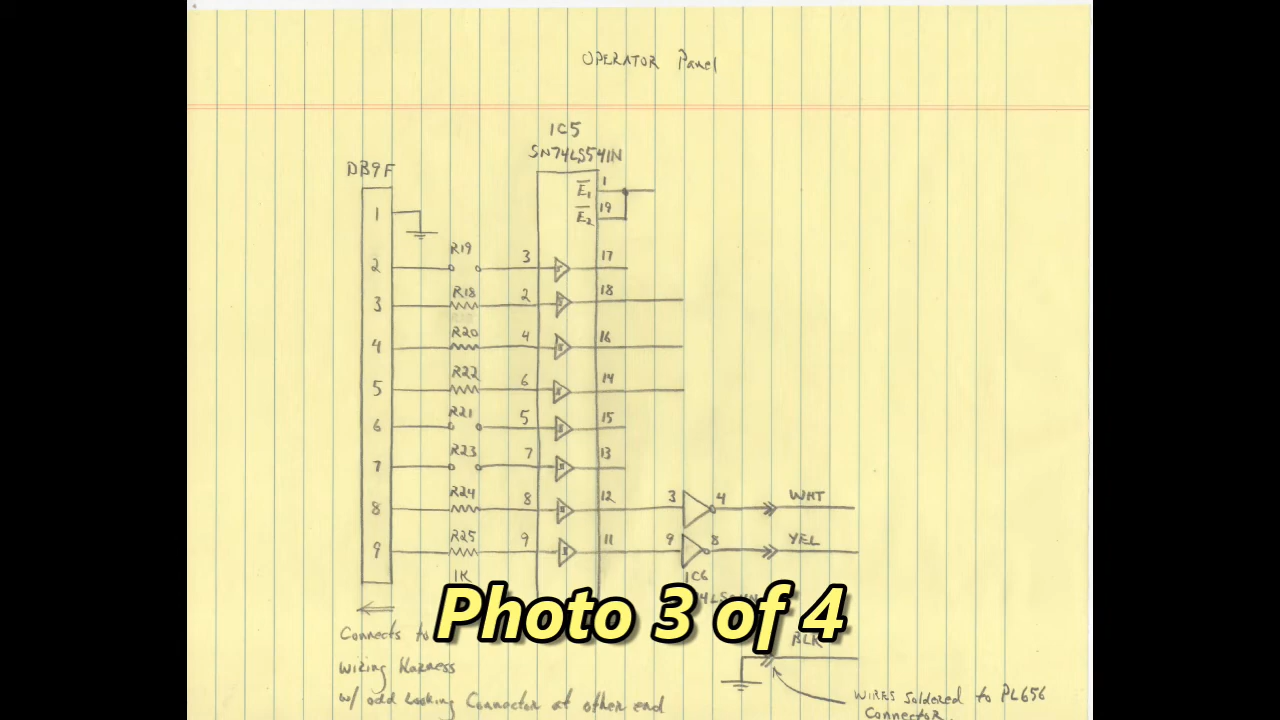 OPERATOR Panel
IC5
SN74LS541N
DB9F
1
2
3
4
5
6
7
8
9
R19
R18
R20
R22
R21
R23
R24
R25
1K
3
2
4
6
5
7
8
9
E1
E2
1
19
17
18
16
14
15
13
12
11
3
4
WHT
9
8
YEL
IC6
BLK
Photo 3 of 4
Connects to
Wiring Harness
w/ odd looking Connector at other end
WIRES Soldered to PL656
Connector.